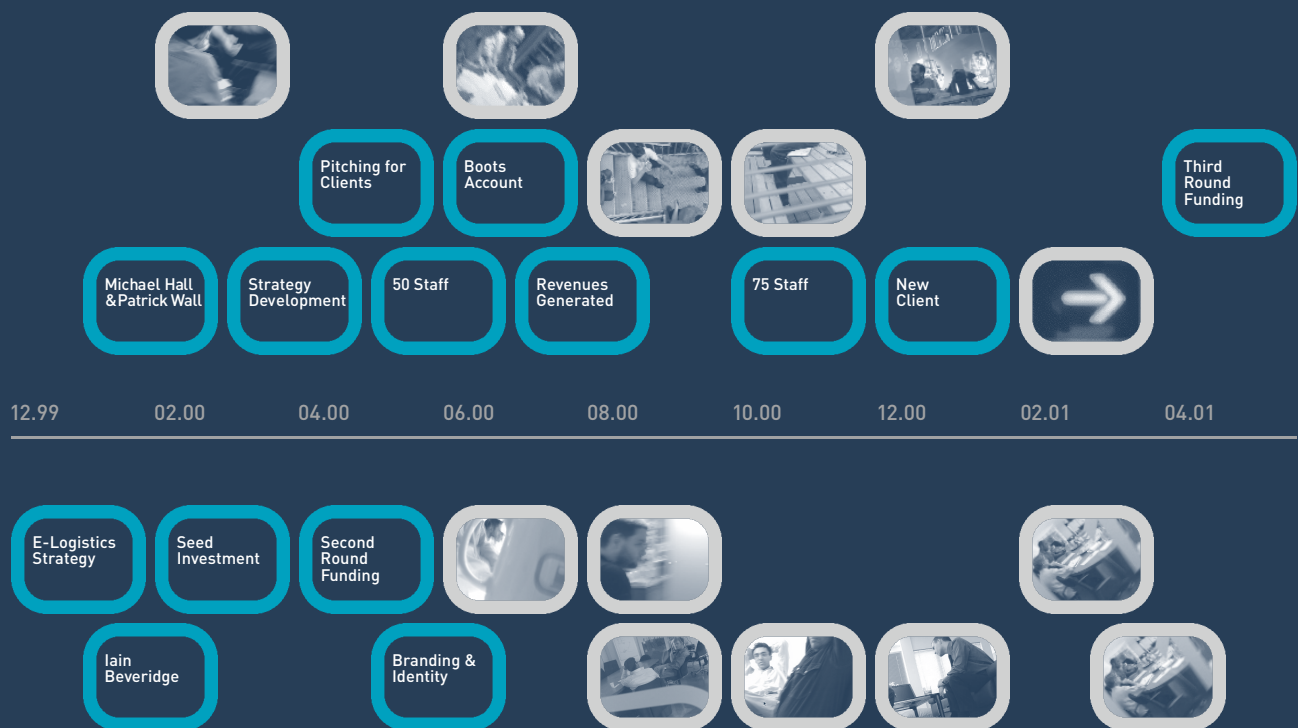 Pitching for
Clients
Boots
Account
Third
Round
Funding
Michael Hall
&Patrick Wall
Strategy
Development
50 Staff
Revenues
Generated
75 Staff
New
Client
12.99
02.00
04.00
06.00
08.00
10.00
12.00
02.01
04.01
E-Logistics
Strategy
Seed
Investment
Second
Round
Funding
Iain
Beveridge
Branding &
Identity